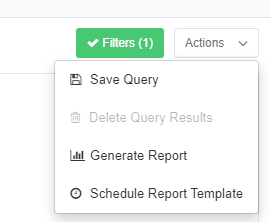 Filters (1)
Actions
Save Query
Delete Query Results
Generate Report
Schedule Report Template